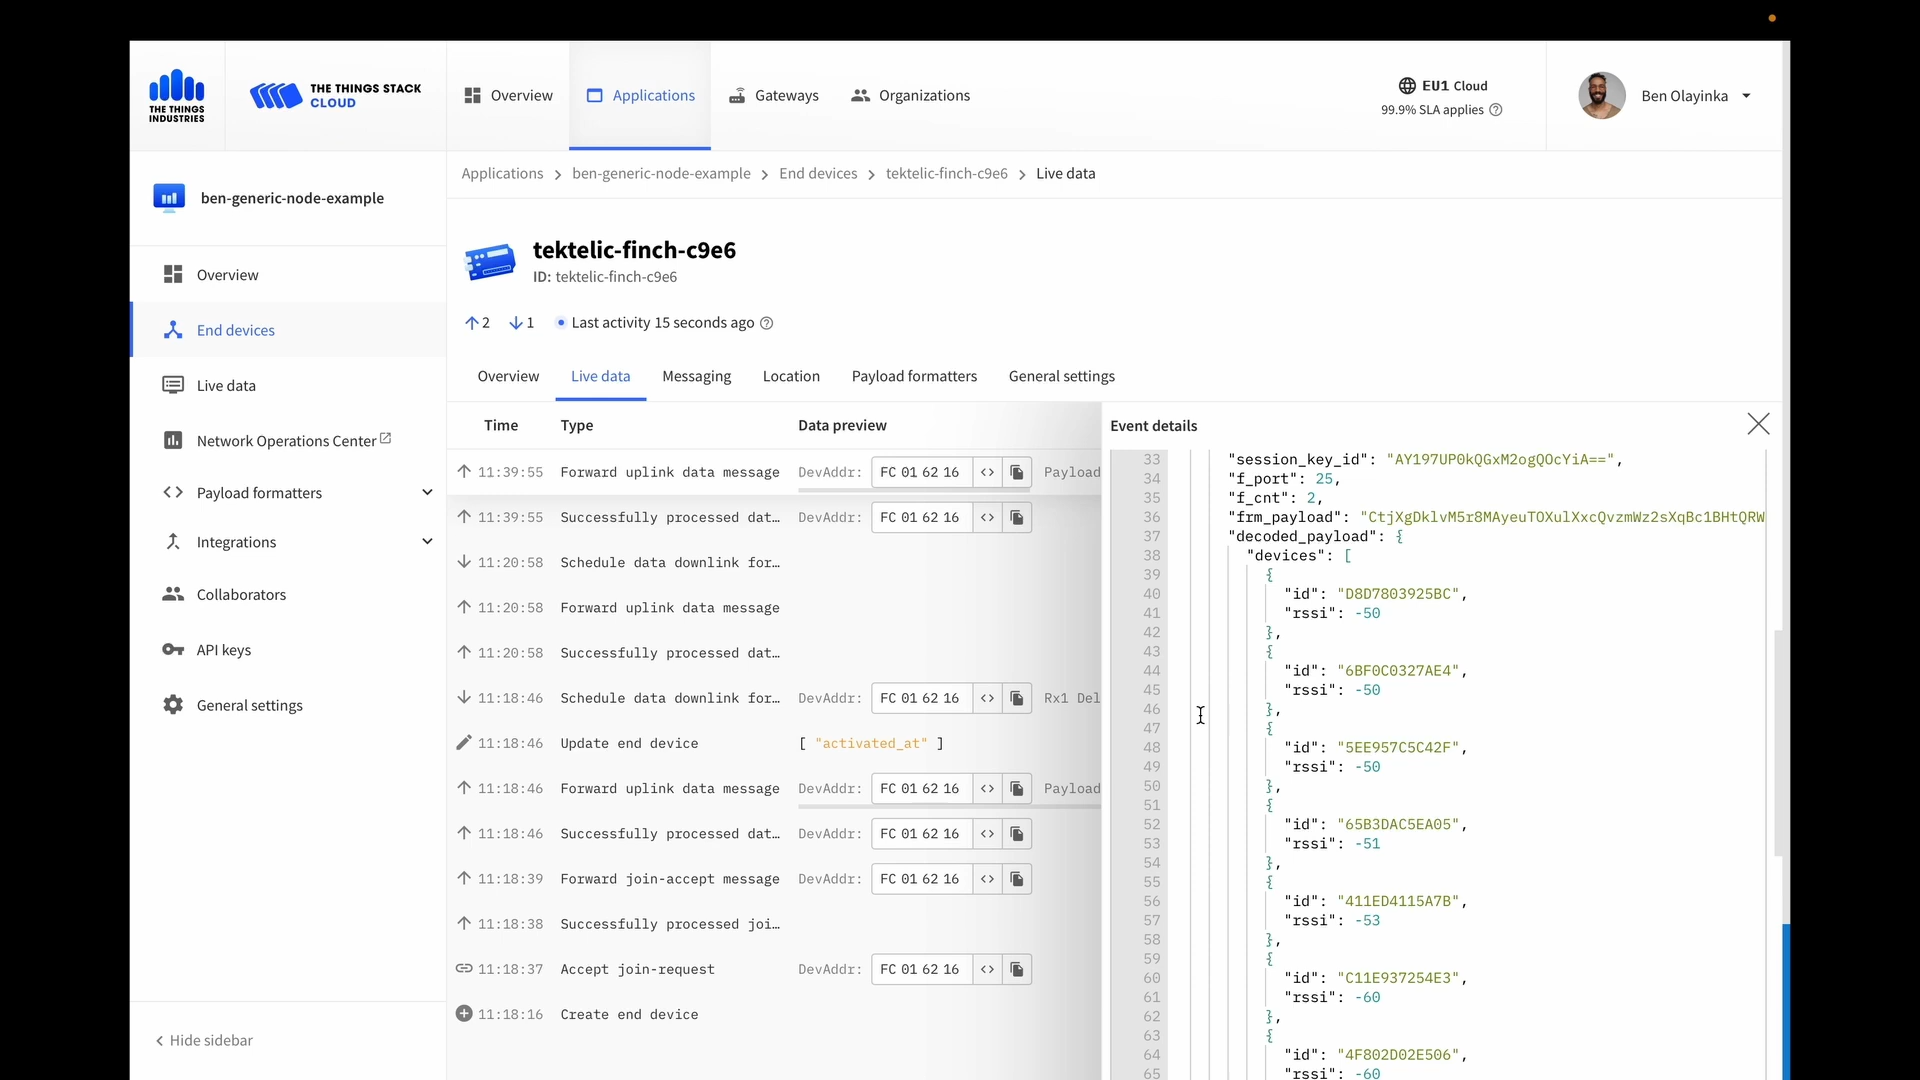 THE THINGS
INDUSTRIES
THE THINGS STACK
CLOUD
Overview
Applications
Gateways
Organizations
EU1 Cloud
99.9% SLA applies
Ben Olayinka
ben-generic-node-example
Overview
End devices
Live data
Network Operations Center
Payload formatters
Integrations
Collaborators
API keys
General settings
Hide sidebar
Applications > ben-generic-node-example > End devices > tektelic-finch-c9e6 > Live data
tektelic-finch-c9e6
ID: tektelic-finch-c9e6
↑2 ↓1 Last activity 15 seconds ago
Overview Live data Messaging Location Payload formatters General settings
Time Type Data preview
↑ 11:39:55 Forward uplink data message DevAddr: FC 01 62 16 <> Payload
↑ 11:39:55 Successfully processed dat… DevAddr: FC 01 62 16 <>
↓ 11:20:58 Schedule data downlink for…
↑ 11:20:58 Forward uplink data message
↑ 11:20:58 Successfully processed dat…
↓ 11:18:46 Schedule data downlink for… DevAddr: FC 01 62 16 <> Rx1 Del
11:18:46 Update end device [ "activated_at" ]
↑ 11:18:46 Forward uplink data message DevAddr: FC 01 62 16 <> Payload
↑ 11:18:46 Successfully processed dat… DevAddr: FC 01 62 16 <>
↑ 11:18:39 Forward join-accept message DevAddr: FC 01 62 16 <>
↑ 11:18:38 Successfully processed joi…
11:18:37 Accept join-request DevAddr: FC 01 62 16 <>
11:18:16 Create end device
Event details
33 "session_key_id": "AY197UP0kQGxM2ogQOcYiA==",
34 "f_port": 25,
35 "f_cnt": 2,
36 "frm_payload": "CtjXgDklvM5r8MAyeuTOXulXxcQvzmWz2sXqBc1BHtQRW
37 "decoded_payload": {
38 "devices": [
39 {
40 "id": "D8D7803925BC",
41 "rssi": -50
42 },
43 {
44 "id": "6BF0C0327AE4",
45 "rssi": -50
46 },
47 {
48 "id": "5EE957C5C42F",
49 "rssi": -50
50 },
51 {
52 "id": "65B3DAC5EA05",
53 "rssi": -51
54 },
55 {
56 "id": "411ED4115A7B",
57 "rssi": -53
58 },
59 {
60 "id": "C11E937254E3",
61 "rssi": -60
62 },
63 {
64 "id": "4F802D02E506",
65 "rssi": -60